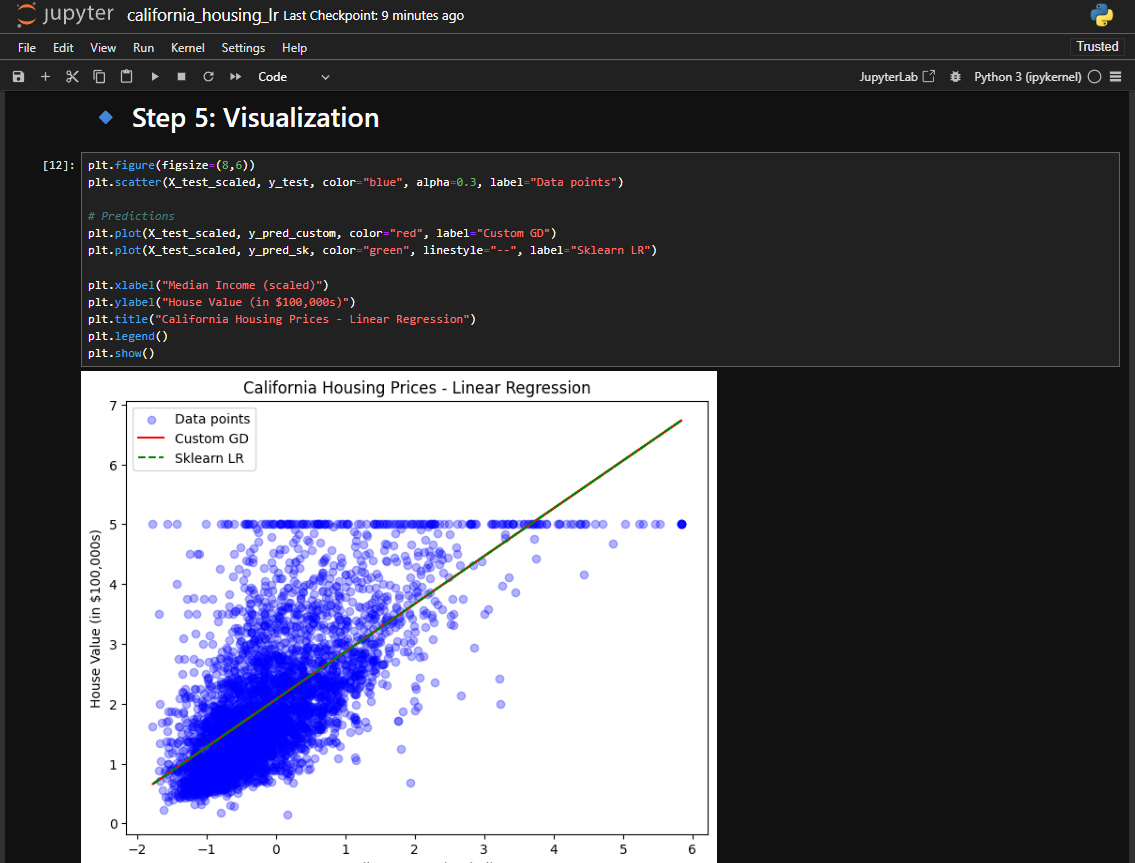 jupyter california_housing_lr Last Checkpoint: 9 minutes ago
File Edit View Run Kernel Settings Help Trusted
Code JupyterLab Python 3 (ipykernel)
Step 5: Visualization
[12]: plt.figure(figsize=(8,6))
plt.scatter(X_test_scaled, y_test, color="blue", alpha=0.3, label="Data points")
# Predictions
plt.plot(X_test_scaled, y_pred_custom, color="red", label="Custom GD")
plt.plot(X_test_scaled, y_pred_sk, color="green", linestyle="--", label="Sklearn LR")
plt.xlabel("Median Income (scaled)")
plt.ylabel("House Value (in $100,000s)")
plt.title("California Housing Prices - Linear Regression")
plt.legend()
plt.show()
California Housing Prices - Linear Regression
Data points
Custom GD
Sklearn LR
House Value (in $100,000s)
7
6
5
4
3
2
1
0
−2 −1 0 1 2 3 4 5 6